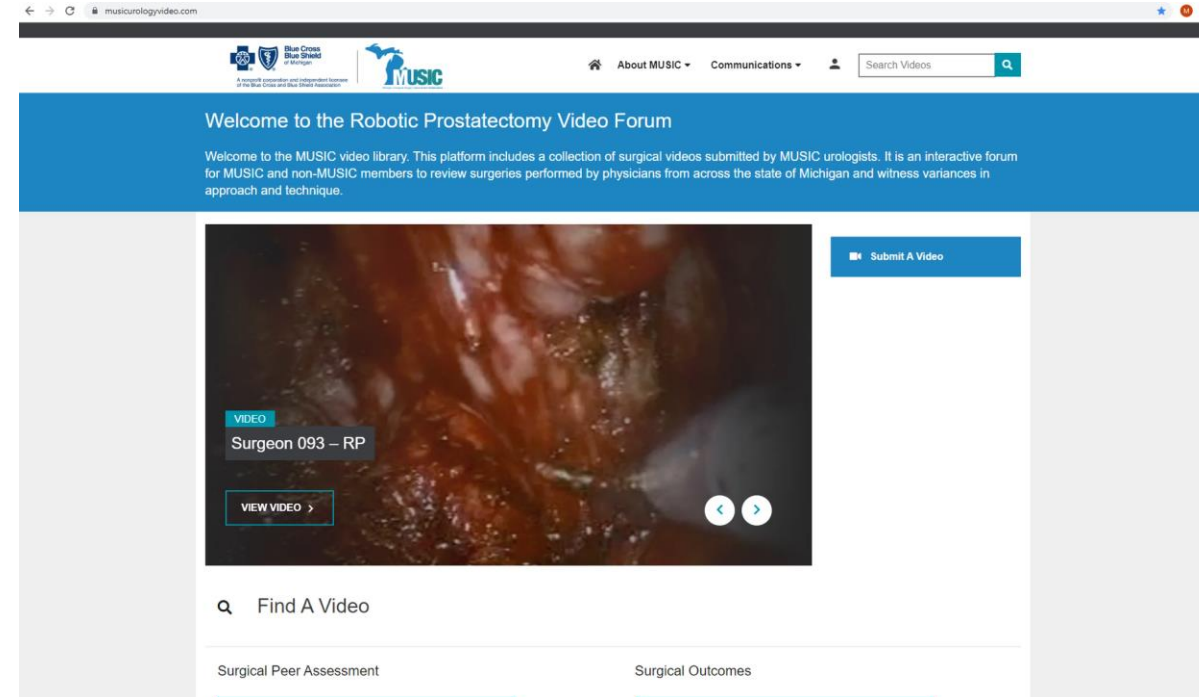 musicurologyvideo.com
M
Blue Cross
Blue Shield
of Michigan
A nonprofit corporation and independent licensee
of the Blue Cross and Blue Shield Association
MUSIC
About MUSIC
Communications
Search Videos
Welcome to the Robotic Prostatectomy Video Forum
Welcome to the MUSIC video library. This platform includes a collection of surgical videos submitted by MUSIC urologists. It is an interactive forum
for MUSIC and non-MUSIC members to review surgeries performed by physicians from across the state of Michigan and witness variances in
approach and technique.
Submit A Video
VIDEO
Surgeon 093 – RP
VIEW VIDEO >
Find A Video
Surgical Peer Assessment
Surgical Outcomes